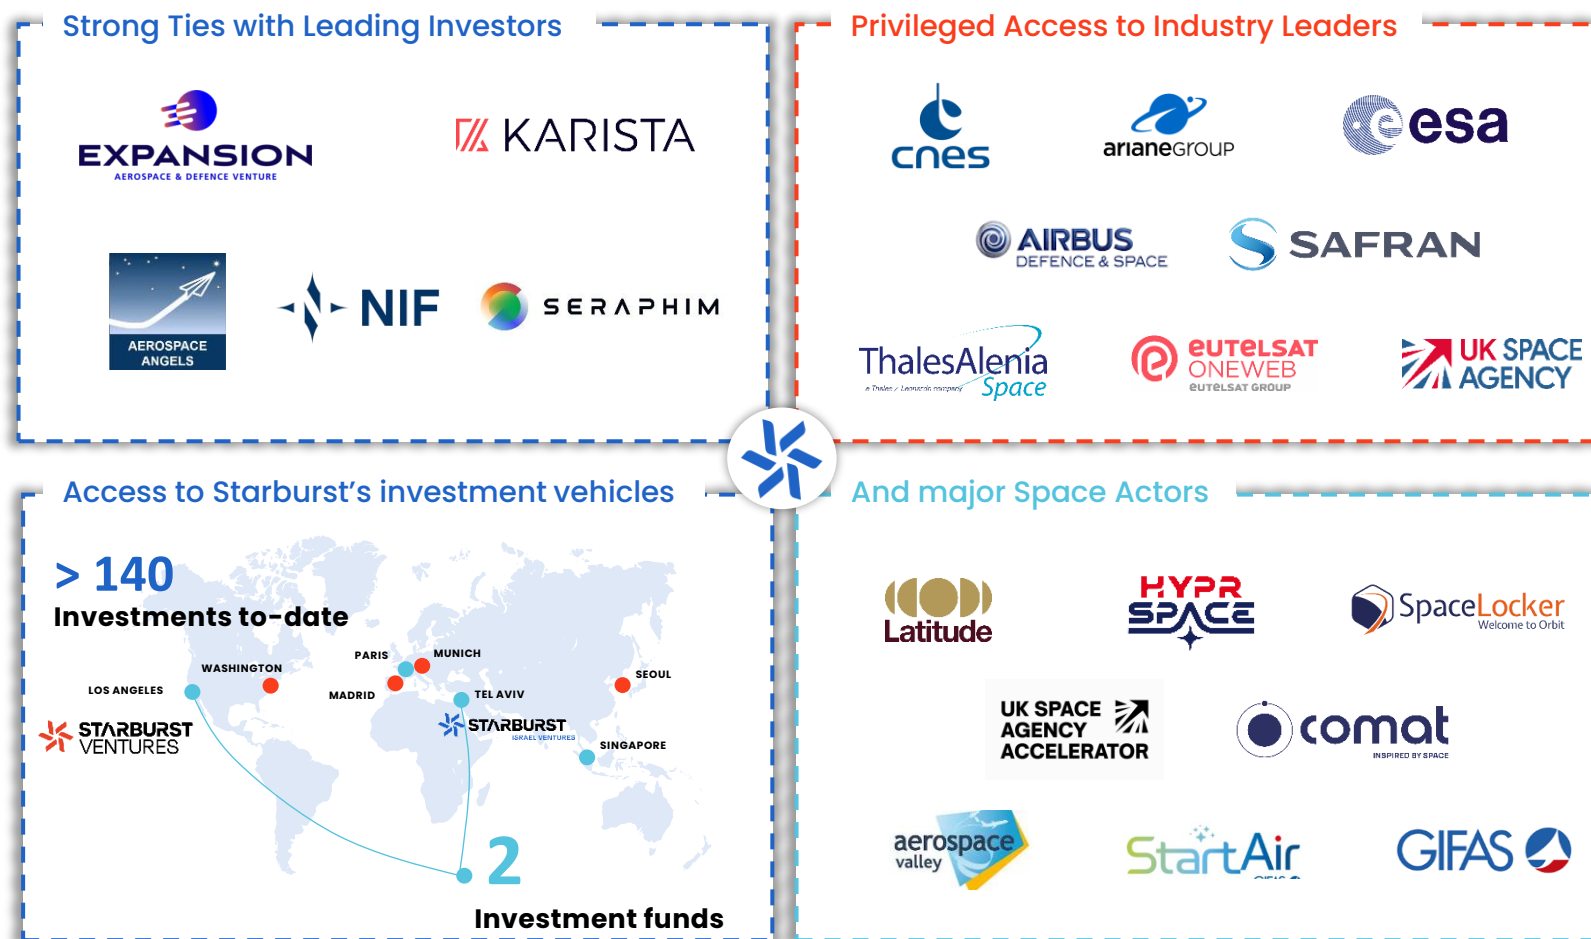 Strong Ties with Leading Investors
EXPANSION
AEROSPACE & DEFENCE VENTURE
KARISTA
AEROSPACE
ANGELS
NIF
SERAPHIM
Privileged Access to Industry Leaders
cnes
arianeGROUP
esa
AIRBUS
DEFENCE & SPACE
SAFRAN
ThalesAlenia
a Thales / Leonardo company
Space
eutelsat
ONEWEB
eutelsat GROUP
UK SPACE
AGENCY
Access to Starburst’s investment vehicles
> 140
Investments to-date
PARIS
MUNICH
WASHINGTON
SEOUL
LOS ANGELES
MADRID
TEL AVIV
STARBURST
VENTURES
STARBURST
ISRAEL VENTURES
SINGAPORE
2
Investment funds
And major Space Actors
Latitude
HYPR
SPACE
SpaceLocker
Welcome to Orbit
UK SPACE
AGENCY
ACCELERATOR
comat
INSPIRED BY SPACE
aerospace
valley
StartAir
GIFAS
GIFAS